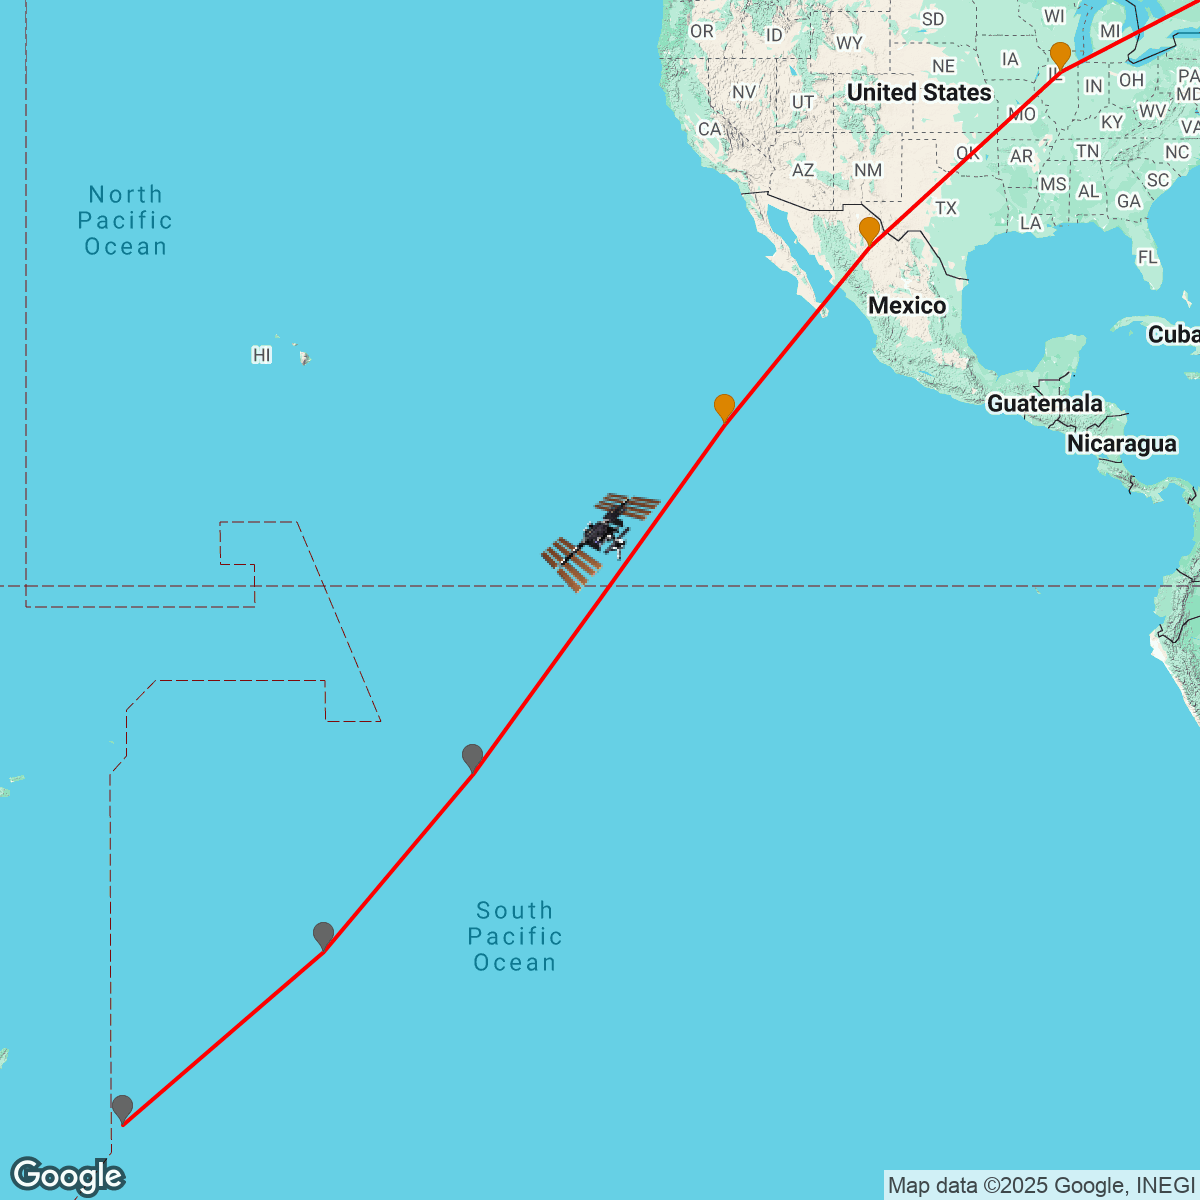 WI
SD
MI
OR
ID
WY
IA
NE
PA
OH
IL
IN
NV
United States
MD
UT
WV
MO
KY
CA
VA
OK
AR
TN
NC
AZ
NM
MS
AL
SC
GA
TX
LA
FL
North
Pacific
Ocean
Mexico
Cuba
HI
Guatemala
Nicaragua
South
Pacific
Ocean
Google
Map data ©2025 Google, INEGI